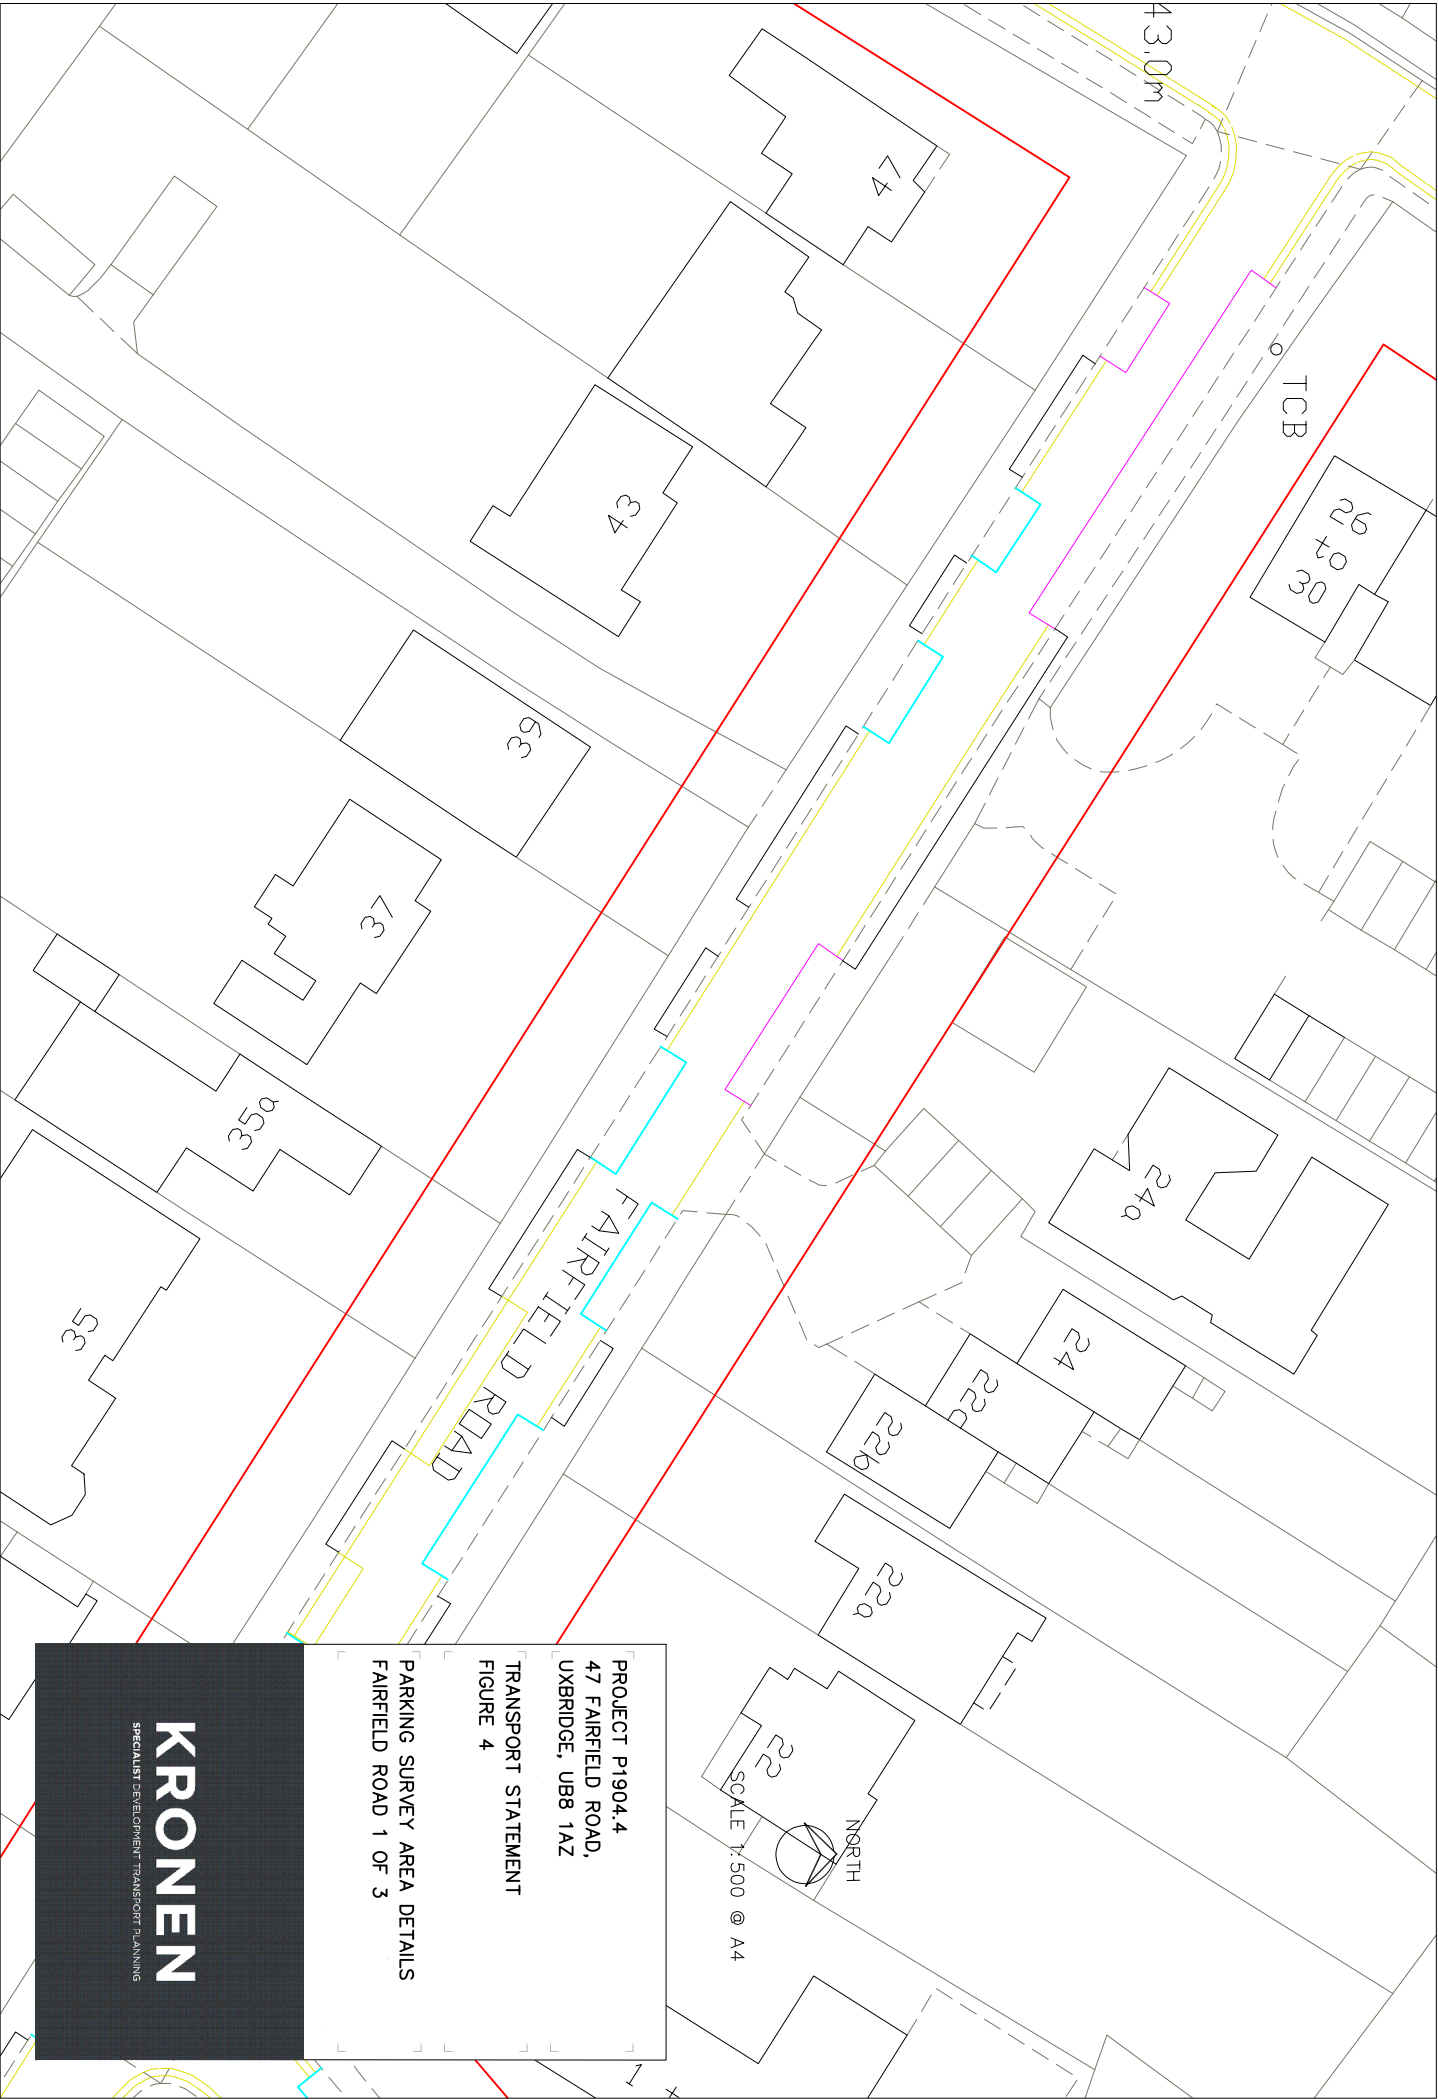 43.0m
TCB
47
26
to
30
43
39
37
35a
35
24a
24
22c
22b
22a
22
FAIRFIELD ROAD
NORTH
SCALE 1:500 @ A4
1 +
PROJECT P1904.4
47 FAIRFIELD ROAD,
UXBRIDGE, UB8 1AZ
TRANSPORT STATEMENT
FIGURE 4
PARKING SURVEY AREA DETAILS
FAIRFIELD ROAD 1 OF 3
KRONEN
SPECIALIST DEVELOPMENT TRANSPORT PLANNING